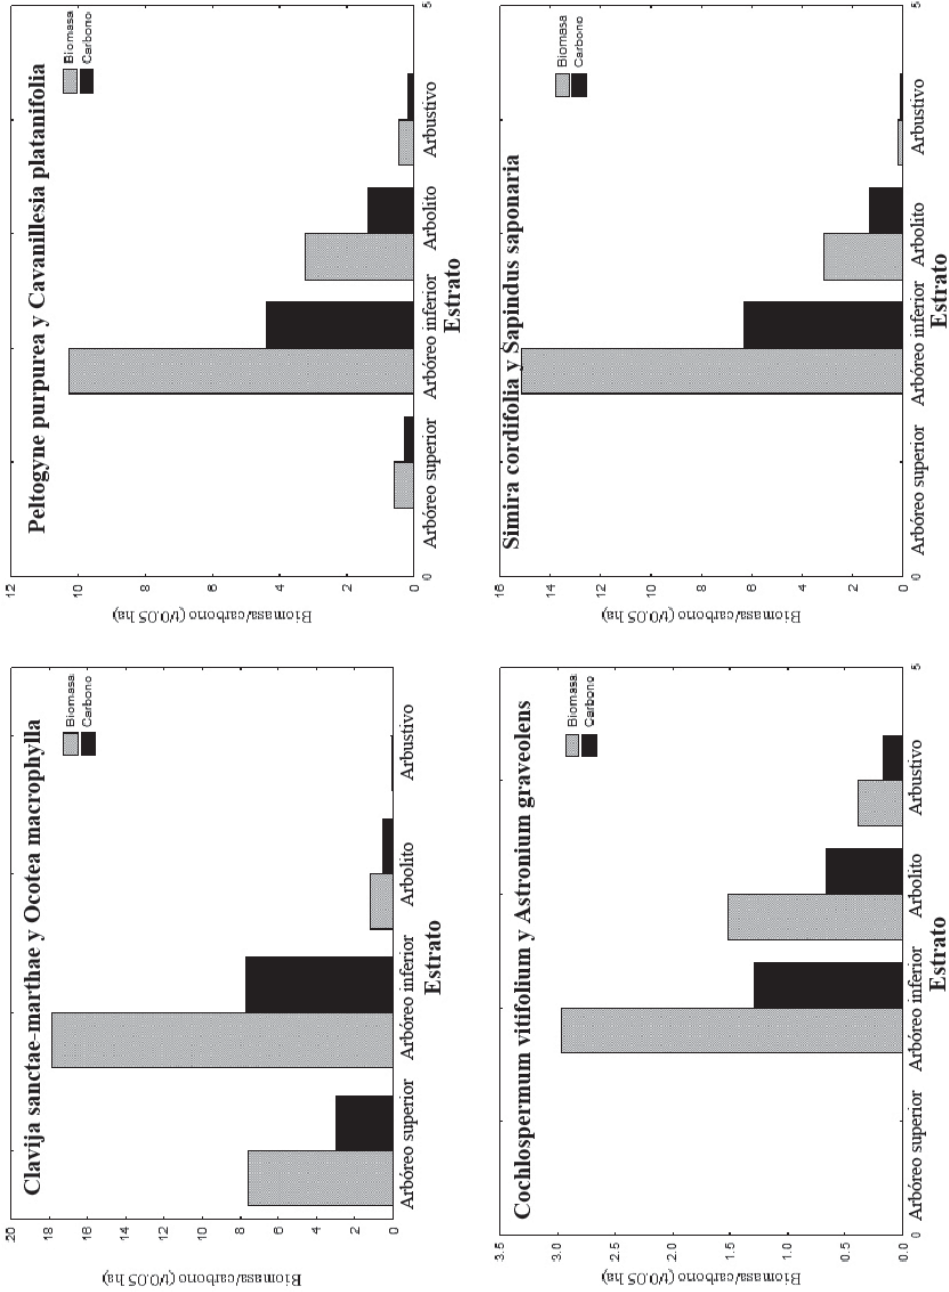 Clavija sanctae-marthae y Ocotea macrophylla
Biomasa
Carbono
Biomasa/carbono (t/0.05 ha)
20
18
16
14
12
10
8
6
4
2
0
Arbóreo superior Arbóreo inferior Arbolito Arbustivo
Estrato
Peltogyne purpurea y Cavanillesia platanifolia
Biomasa
Carbono
Biomasa/carbono (t/0.05 ha)
12
10
8
6
4
2
0
0 Arbóreo superior Arbóreo inferior Arbolito Arbustivo 5
Estrato
Cochlospermum vitifolium y Astronium graveolens
Biomasa
Carbono
Biomasa/carbono (t/0.05 ha)
3.5
3.0
2.5
2.0
1.5
1.0
0.5
0.0
0 Arbóreo superior Arbóreo inferior Arbolito Arbustivo 5
Estrato
Simira cordifolia y Sapindus saponaria
Biomasa
Carbono
Biomasa/carbono (t/0.05 ha)
16
14
12
10
8
6
4
2
0
0 Arbóreo superior Arbóreo inferior Arbolito Arbustivo 5
Estrato